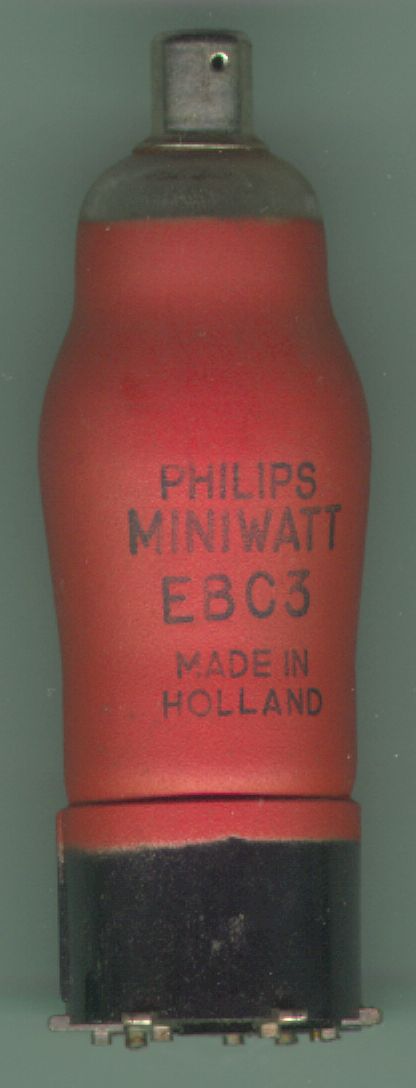 PHILIPS
MINIWATT
EBC3
MADE IN
HOLLAND